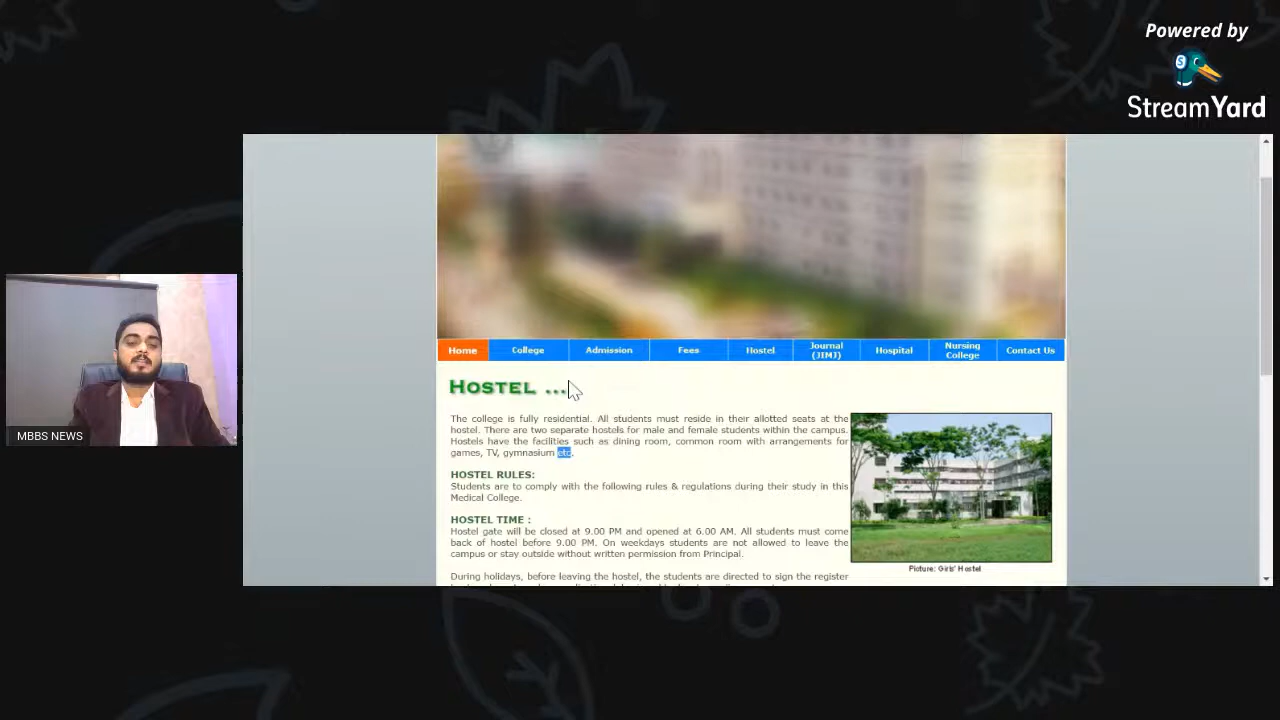 Powered by
StreamYard
Home College Admission Fees Hostel Journal (JIMJ) Hospital Nursing College Contact Us
HOSTEL ...
The college is fully residential. All students must reside in their allotted seats at the
hostel. There are two separate hostels for male and female students within the campus.
Hostels have the facilities such as dining room, common room with arrangements for
games, TV, gymnasium etc.
HOSTEL RULES:
Students are to comply with the following rules & regulations during their study in this
Medical College.
HOSTEL TIME :
Hostel gate will be closed at 9.00 PM and opened at 6.00 AM. All students must come
back of hostel before 9.00 PM. On weekdays students are not allowed to leave the
campus or stay outside without written permission from Principal.
During holidays, before leaving the hostel, the students are directed to sign the register
Picture: Girls' Hostel
MBBS NEWS